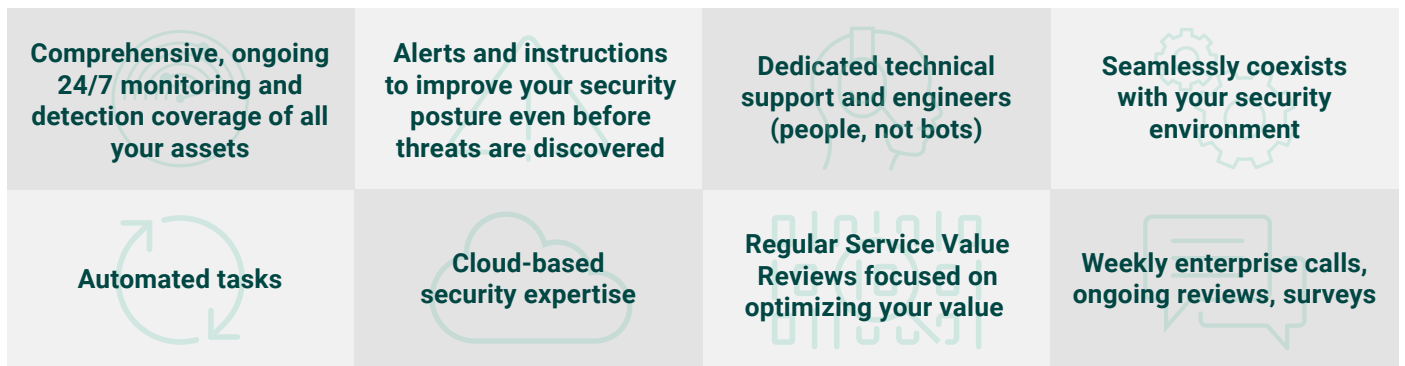 Comprehensive, ongoing
24/7 monitoring and
detection coverage of all
your assets
Alerts and instructions
to improve your security
posture even before
threats are discovered
Dedicated technical
support and engineers
(people, not bots)
Seamlessly coexists
with your security
environment
Automated tasks
Cloud-based
security expertise
Regular Service Value
Reviews focused on
optimizing your value
Weekly enterprise calls,
ongoing reviews, surveys